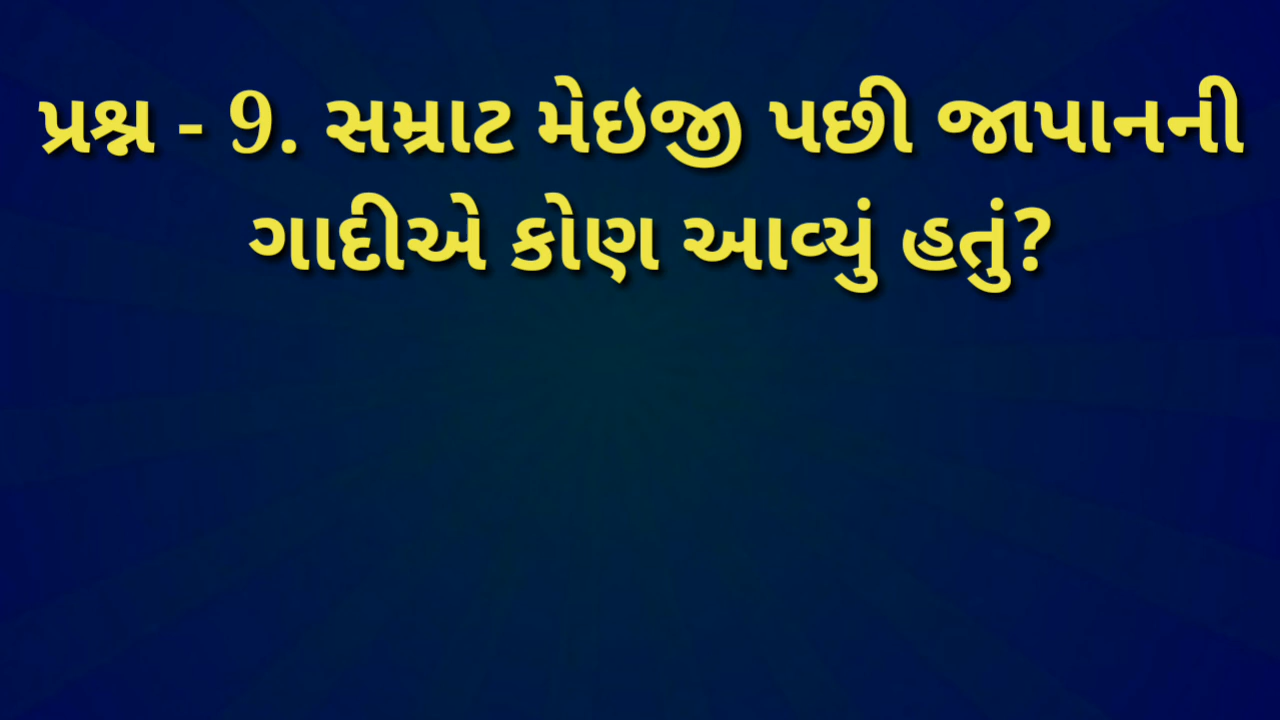 પ્રશ્ન - 9. સમ્રાટ મેઇજી પછી જાપાનની
ગાદીએ કોણ આવ્યું હતું?